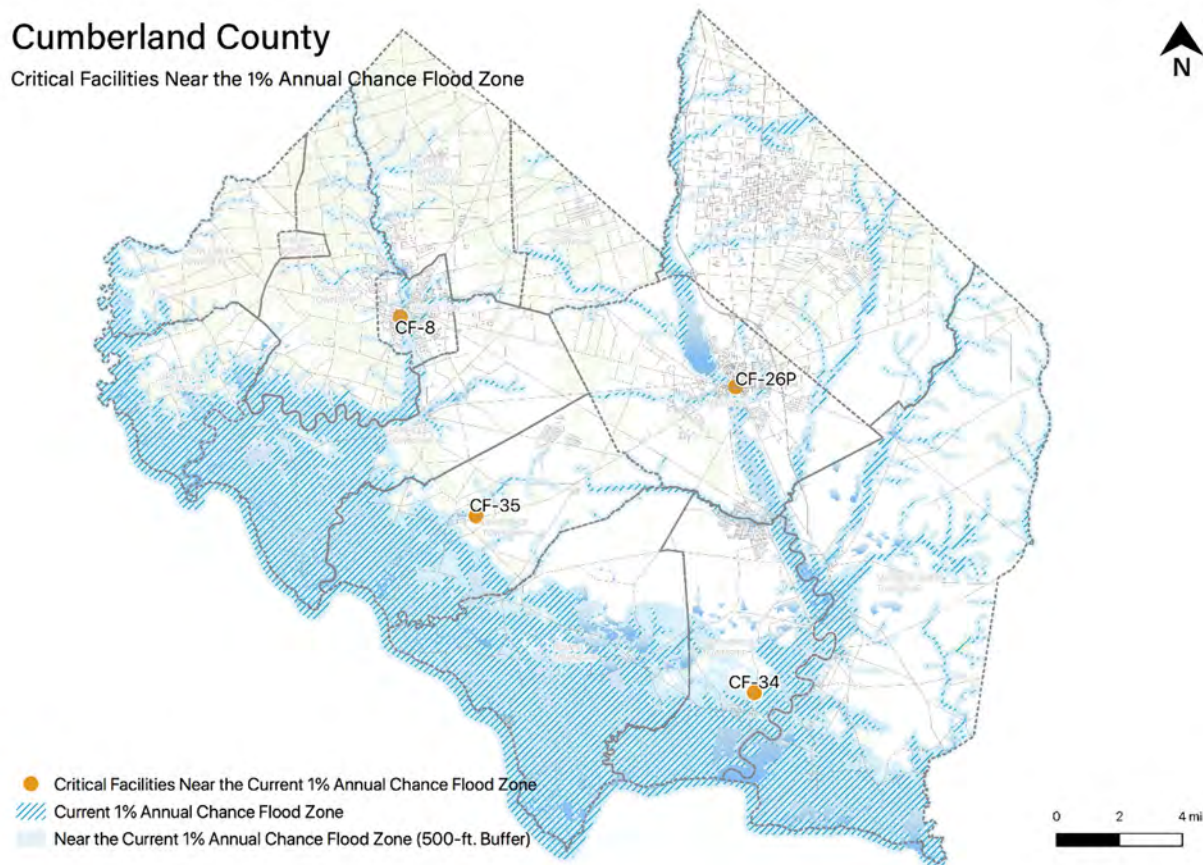 Cumberland County
Critical Facilities Near the 1% Annual Chance Flood Zone
N
CF-8
CF-26P
CF-35
CF-34
Critical Facilities Near the Current 1% Annual Chance Flood Zone
Current 1% Annual Chance Flood Zone
Near the Current 1% Annual Chance Flood Zone (500-ft. Buffer)
0 2 4 mi